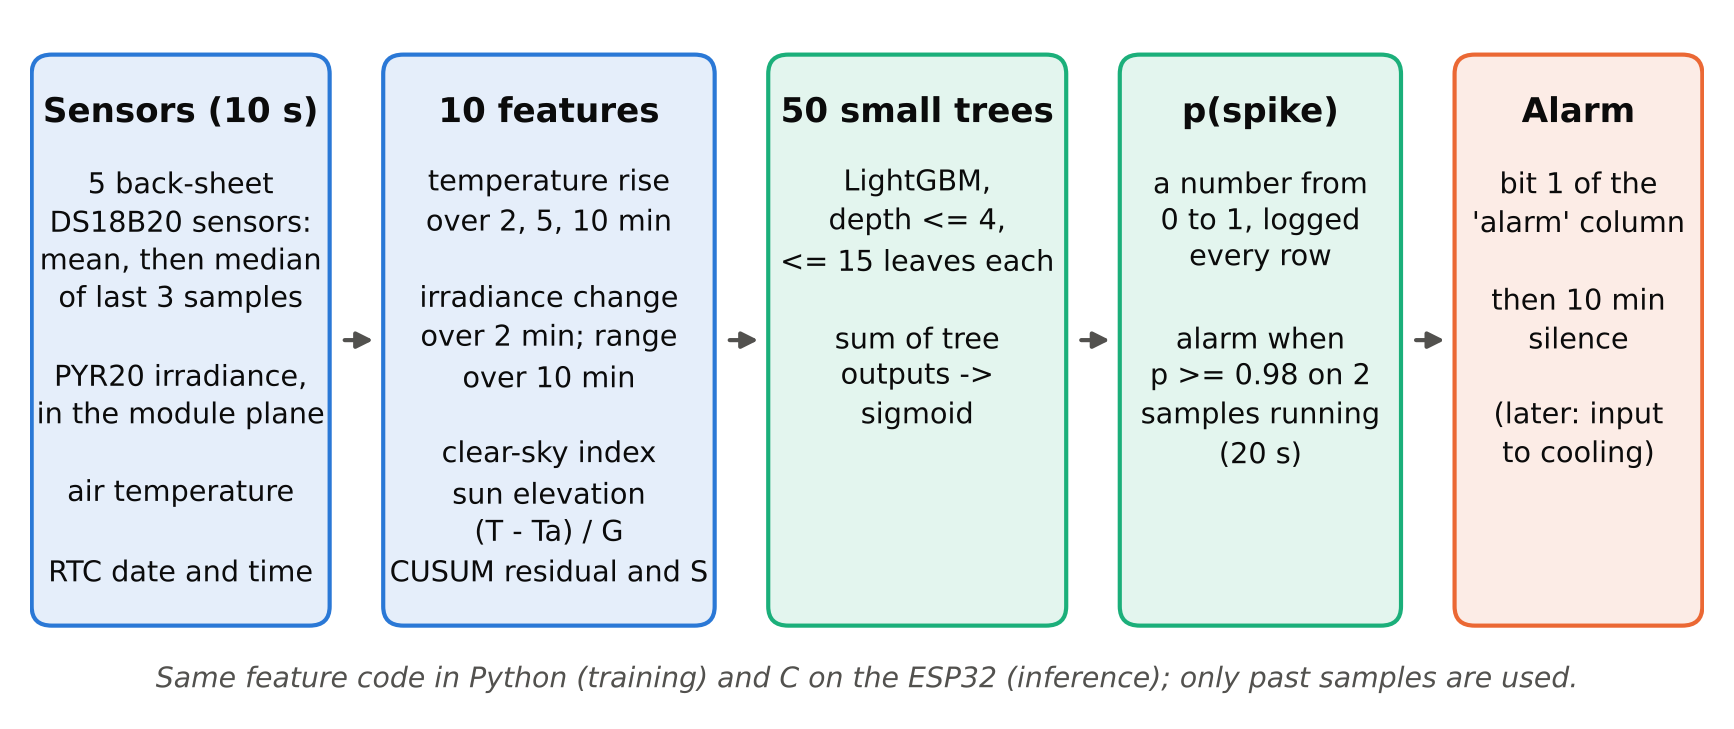 Sensors (10 s)
5 back-sheet
DS18B20 sensors:
mean, then median
of last 3 samples
PYR20 irradiance,
in the module plane
air temperature
RTC date and time
10 features
temperature rise
over 2, 5, 10 min
irradiance change
over 2 min; range
over 10 min
clear-sky index
sun elevation
(T - Ta) / G
CUSUM residual and S
50 small trees
LightGBM,
depth <= 4,
<= 15 leaves each
sum of tree
outputs ->
sigmoid
p(spike)
a number from
0 to 1, logged
every row
alarm when
p >= 0.98 on 2
samples running
(20 s)
Alarm
bit 1 of the
'alarm' column
then 10 min
silence
(later: input
to cooling)
Same feature code in Python (training) and C on the ESP32 (inference); only past samples are used.